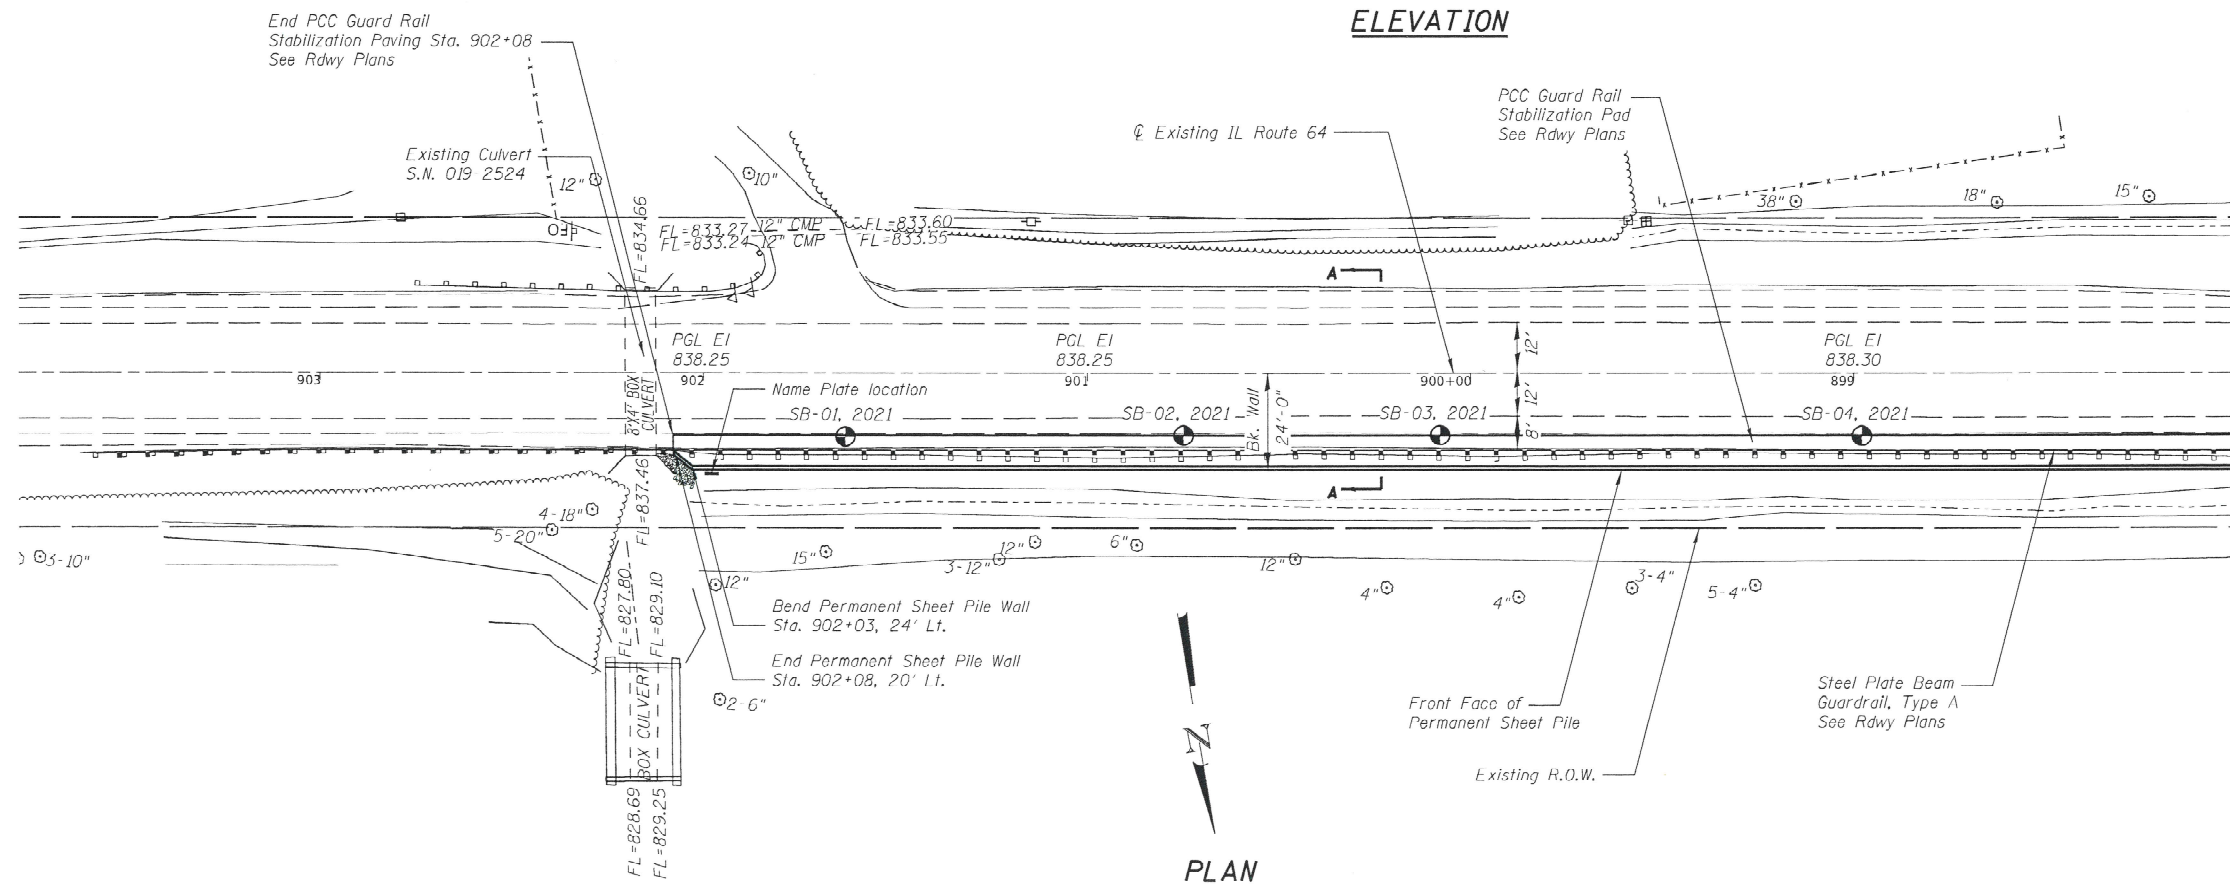 ELEVATION
End PCC Guard Rail
Stabilization Paving Sta. 902+08
See Rdwy Plans
PCC Guard Rail
Stabilization Pad
See Rdwy Plans
℄ Existing IL Route 64
Existing Culvert
S.N. 019-2524
12"
10"
38"
18"
15"
FL=834.66
FL=833.27 12" CMP FL=833.60
FL=833.24 12" CMP FL=833.55
A
PGL El
838.25
PGL El
838.25
PGL El
838.30
12'
903
902
901
900+00
899
8'X4' BOX
CULVERT
Name Plate location
12'
SB-01, 2021
SB-02, 2021
SB-03, 2021
SB-04, 2021
Bk. Wall
24'-0"
8'
FL=837.46
A
4-18"
5-20"
3-10"
15"
3-12"
12"
6"
12"
12"
4"
4"
3-4"
5-4"
FL=827.80
FL=829.10
Bend Permanent Sheet Pile Wall
Sta. 902+03, 24' Lt.
End Permanent Sheet Pile Wall
Sta. 902+08, 20' Lt.
2-6"
BOX CULVERT
N
Front Face of
Permanent Sheet Pile
Steel Plate Beam
Guardrail, Type A
See Rdwy Plans
Existing R.O.W.
FL=828.69
FL=829.25
PLAN